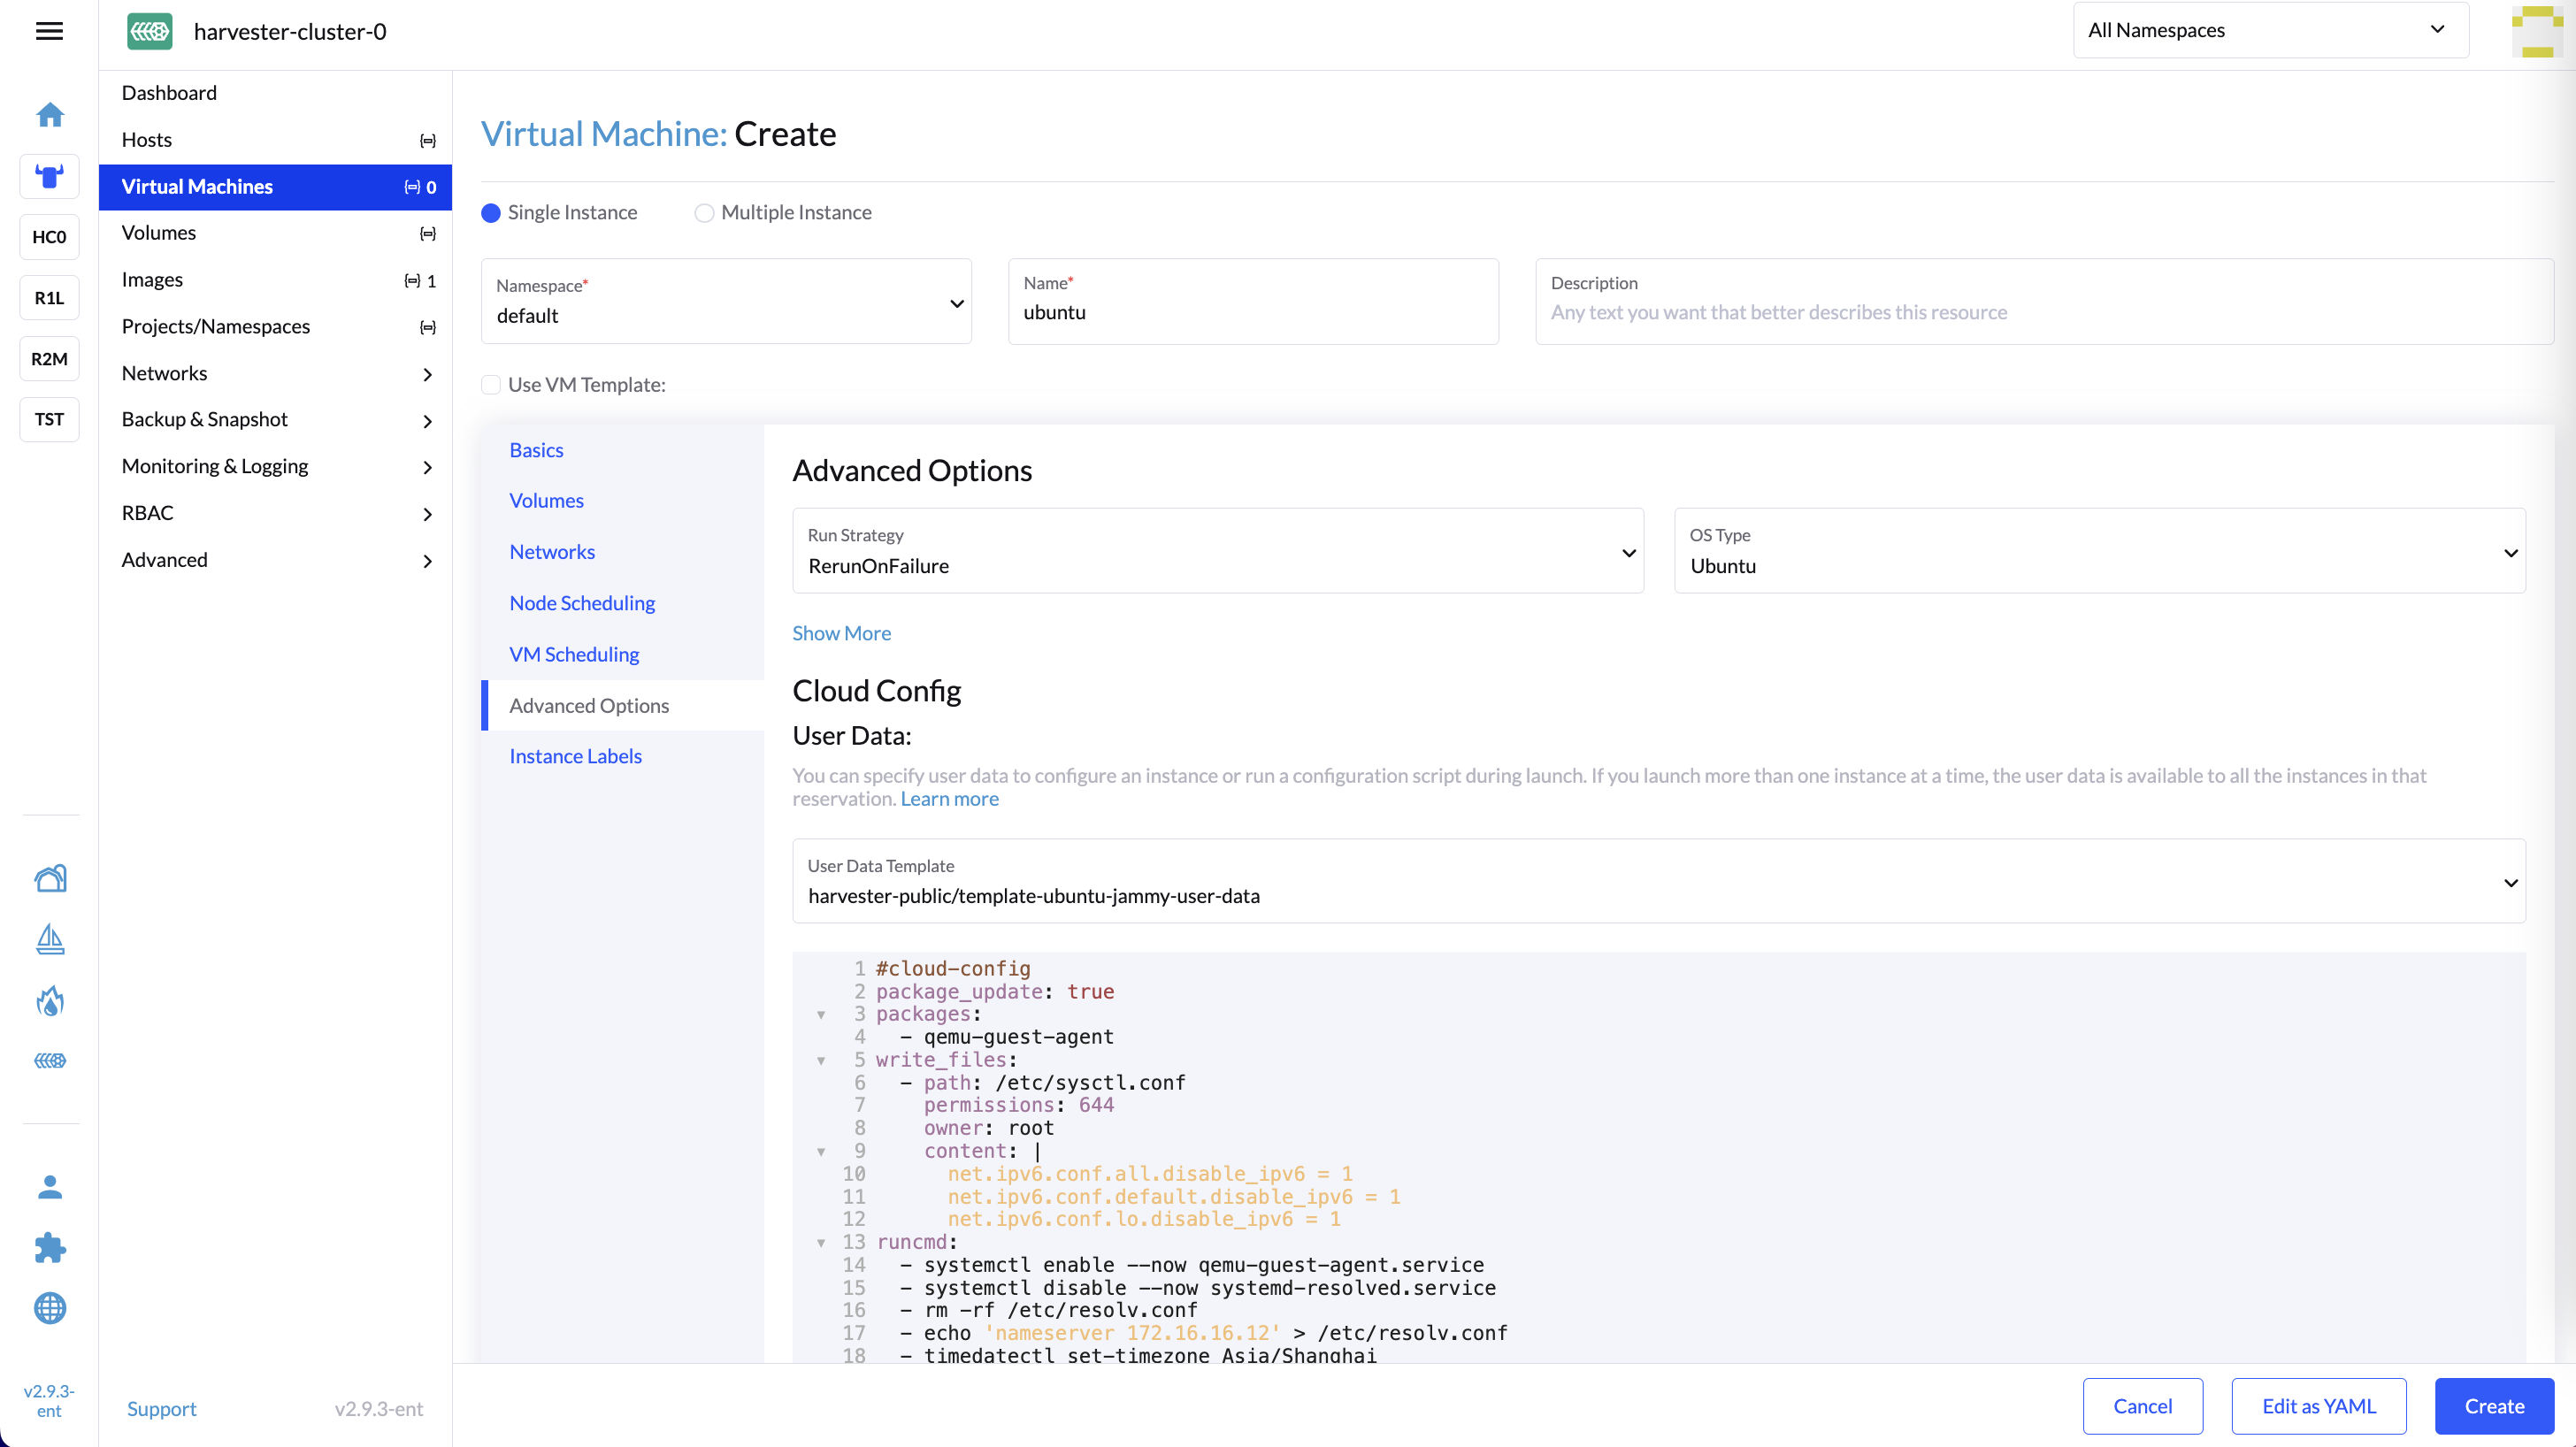 harvester-cluster-0
All Namespaces
HC0
R1L
R2M
TST
v2.9.3-
ent
Dashboard
Hosts
Virtual Machines 0
Volumes
Images 1
Projects/Namespaces
Networks
Backup & Snapshot
Monitoring & Logging
RBAC
Advanced
Support v2.9.3-ent
Virtual Machine: Create
Single Instance Multiple Instance
Namespace*
default
Name*
ubuntu
Description
Any text you want that better describes this resource
Use VM Template:
Basics
Volumes
Networks
Node Scheduling
VM Scheduling
Advanced Options
Instance Labels
Advanced Options
Run Strategy
RerunOnFailure
OS Type
Ubuntu
Show More
Cloud Config
User Data:
You can specify user data to configure an instance or run a configuration script during launch. If you launch more than one instance at a time, the user data is available to all the instances in that
reservation. Learn more
User Data Template
harvester-public/template-ubuntu-jammy-user-data
1 #cloud-config
2 package_update: true
3 packages:
4   - qemu-guest-agent
5 write_files:
6   - path: /etc/sysctl.conf
7     permissions: 644
8     owner: root
9     content: |
10       net.ipv6.conf.all.disable_ipv6 = 1
11       net.ipv6.conf.default.disable_ipv6 = 1
12       net.ipv6.conf.lo.disable_ipv6 = 1
13 runcmd:
14   - systemctl enable --now qemu-guest-agent.service
15   - systemctl disable --now systemd-resolved.service
16   - rm -rf /etc/resolv.conf
17   - echo 'nameserver 172.16.16.12' > /etc/resolv.conf
18   - timedatectl set-timezone Asia/Shanghai
Cancel
Edit as YAML
Create